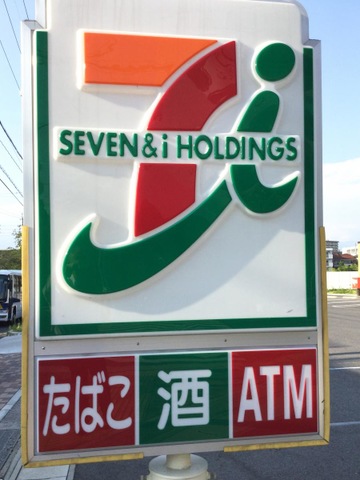 SEVEN&i HOLDINGS
たばこ 酒 ATM